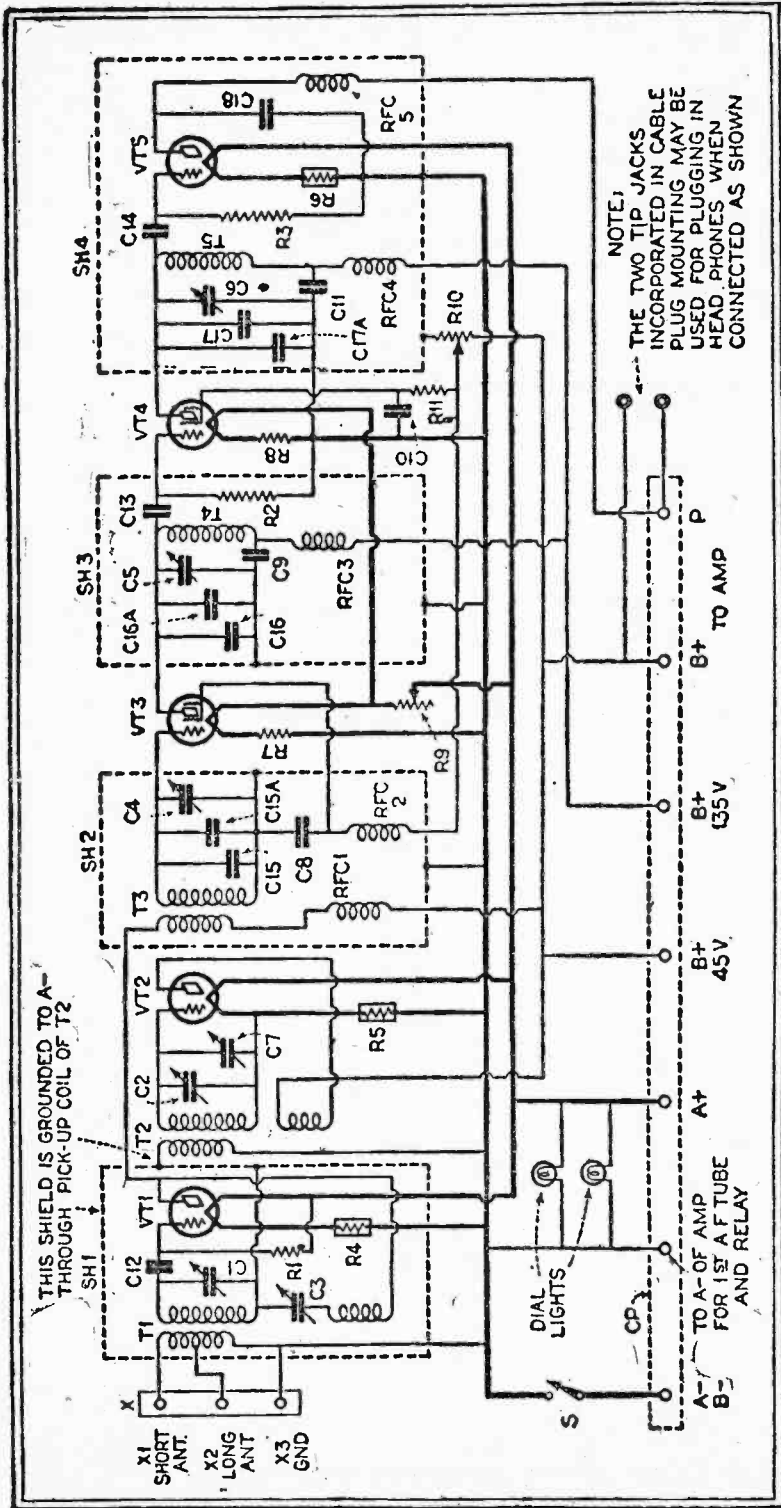 THIS SHIELD IS GROUNDED TO A-
THROUGH PICK-UP COIL OF T2
SH1
SH2
SH3
SH4
X
X1
SHORT
ANT.
X2
LONG
ANT
X3
GND
T1
C12
VT1
C1
R1
C3
R4
T2
C2
VT2
C7
R5
T3
C4
C15A
C15
C8
RFC1
RFC
2
VT3
R7
R9
C5
C16A
C16
C13
T4
R2
C9
RFC3
VT4
R8
R11
C10
R10
C6
C17
C17A
T5
C11
RFC4
C14
R3
VT5
R6
C18
RFC
5
NOTE;
THE TWO TIP JACKS
INCORPORATED IN CABLE
PLUG MOUNTING MAY BE
USED FOR PLUGGING IN
HEAD PHONES WHEN
CONNECTED AS SHOWN
DIAL
LIGHTS
S
CP
A-
B-
TO A- OF AMP
FOR 1ST A F TUBE
AND RELAY
A+
B+
45V
B+
135V
B+
TO AMP
P